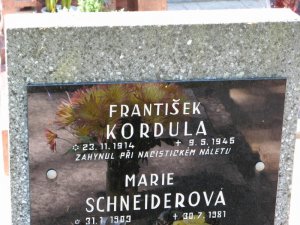 FRANTIŠEK
KORDULA
* 23.11.1914 + 9.5.1945
ZAHYNUL PŘI NACISTICKÉM NÁLETU
MARIE
SCHNEIDEROVÁ
* 31.1.1903 + 30.7.1981